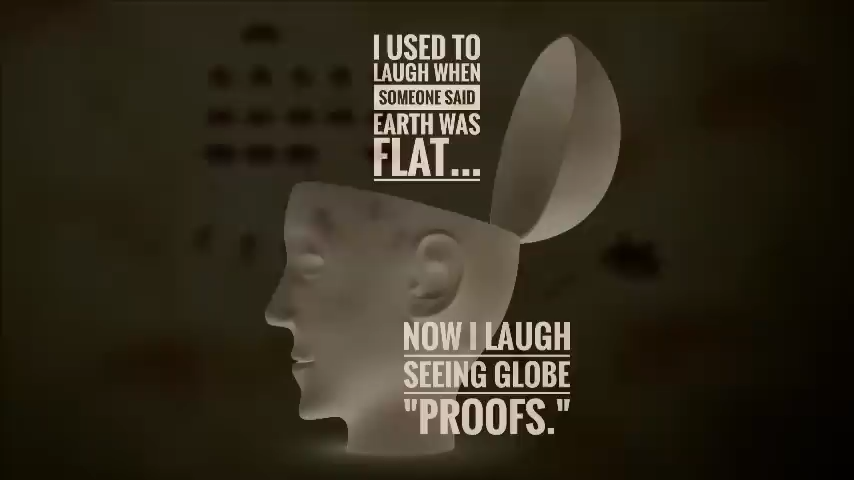 I USED TO
LAUGH WHEN
SOMEONE SAID
EARTH WAS
FLAT...
NOW I LAUGH
SEEING GLOBE
"PROOFS."